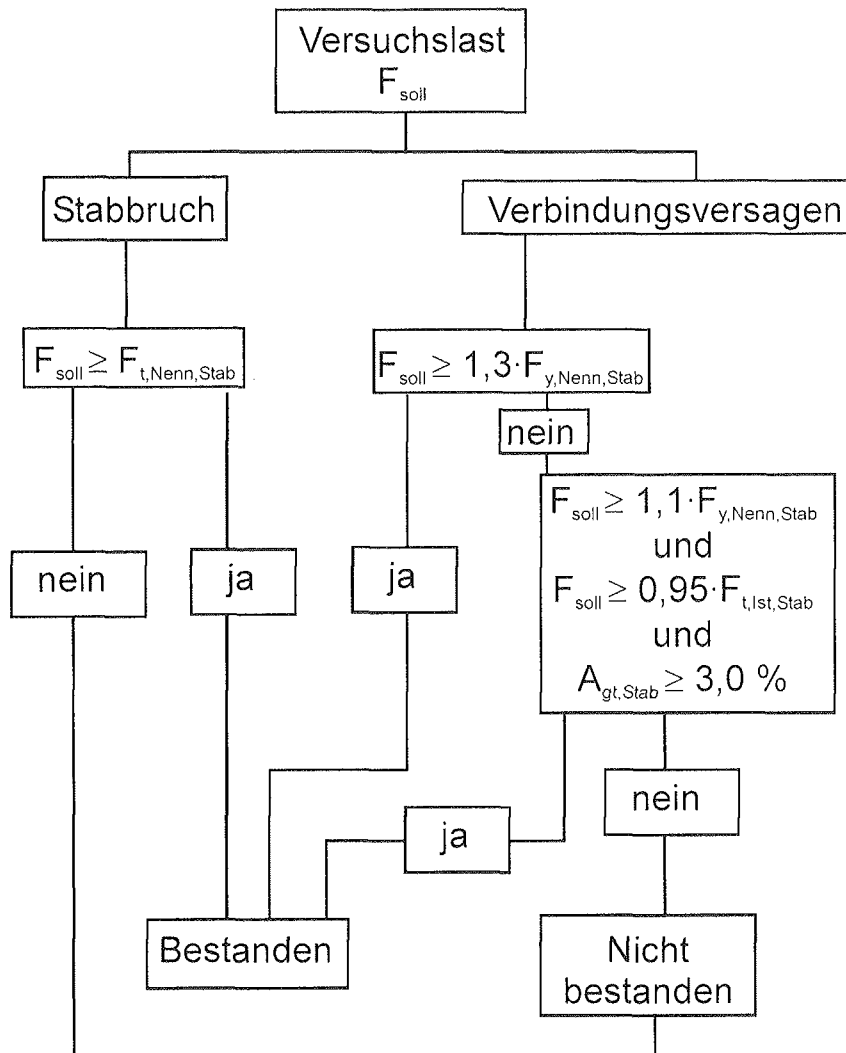 Versuchslast
F_soll
Stabbruch
Verbindungsversagen
F_soll ≥ F_t,Nenn,Stab
F_soll ≥ 1,3·F_y,Nenn,Stab
nein
F_soll ≥ 1,1·F_y,Nenn,Stab
und
F_soll ≥ 0,95·F_t,Ist,Stab
und
A_gt,Stab ≥ 3,0 %
nein
ja
ja
nein
ja
Bestanden
Nicht
bestanden